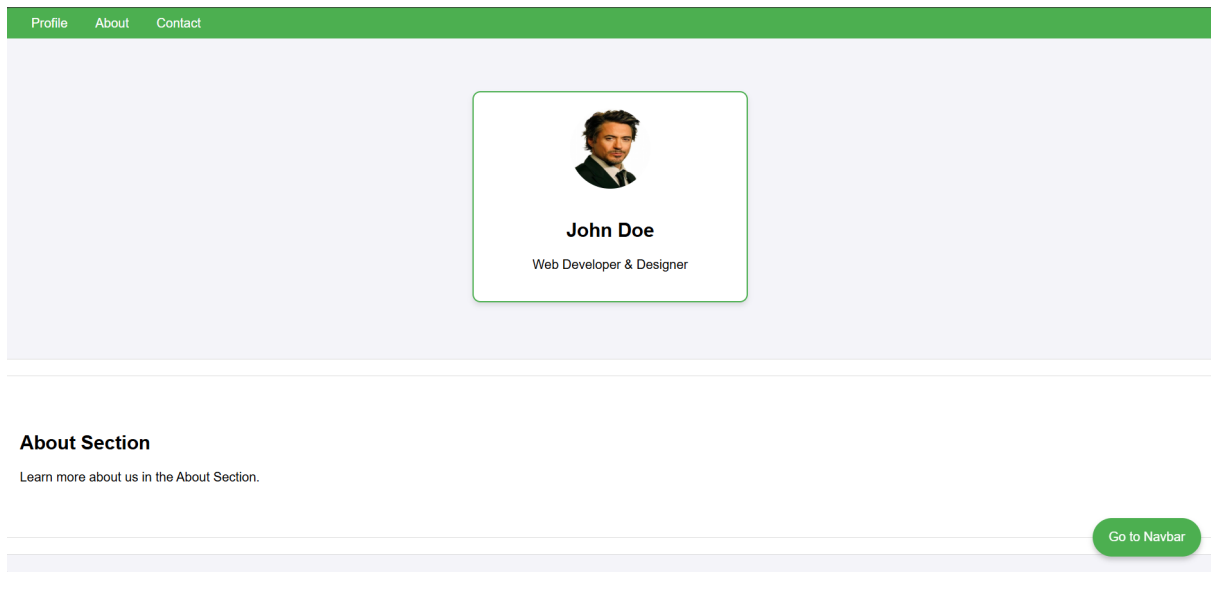 Profile About Contact
John Doe
Web Developer & Designer
About Section
Learn more about us in the About Section.
Go to Navbar